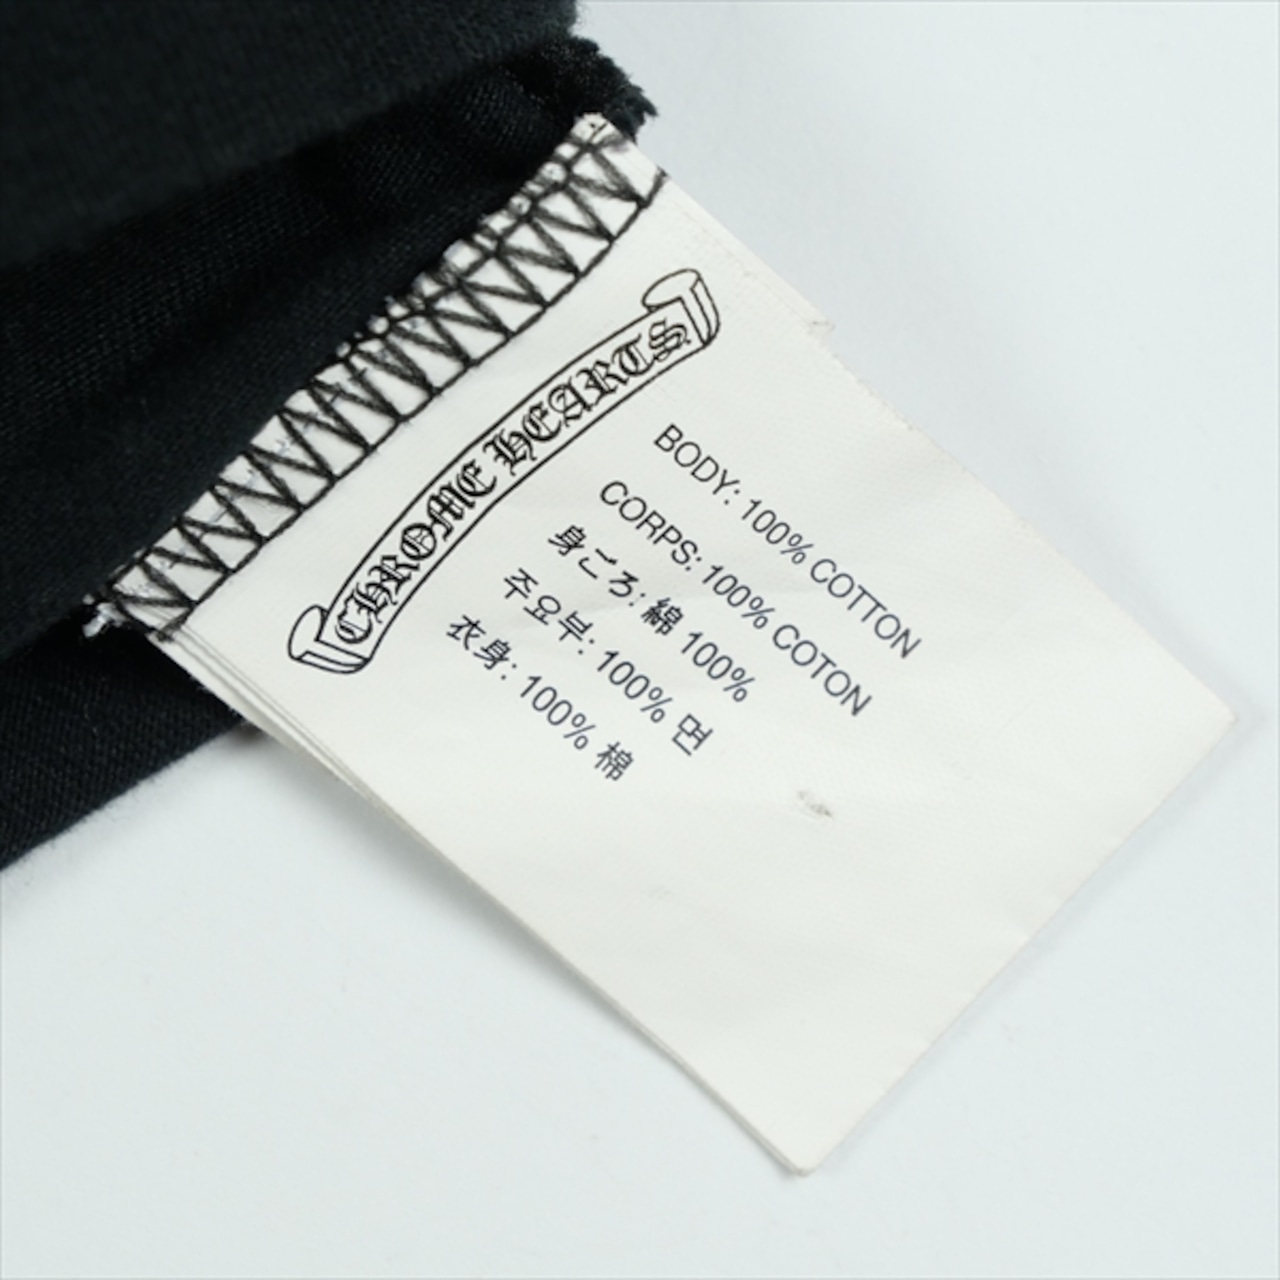 CHROME HEARTS
BODY: 100% COTTON
CORPS: 100% COTON
身ごろ: 綿 100%
주요부: 100% 면
衣身: 100% 棉